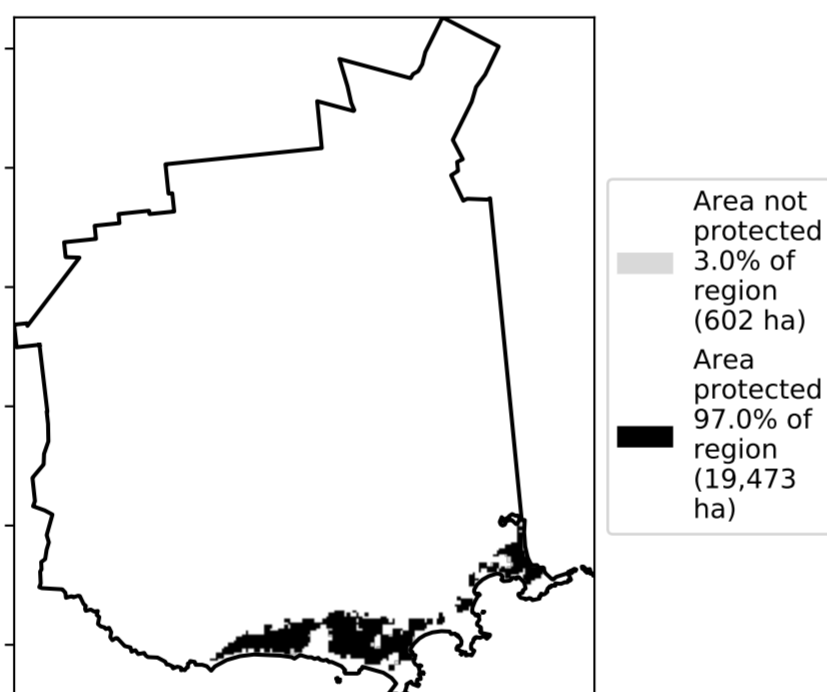 Area not
protected
3.0% of
region
(602 ha)
Area
protected
97.0% of
region
(19,473
ha)